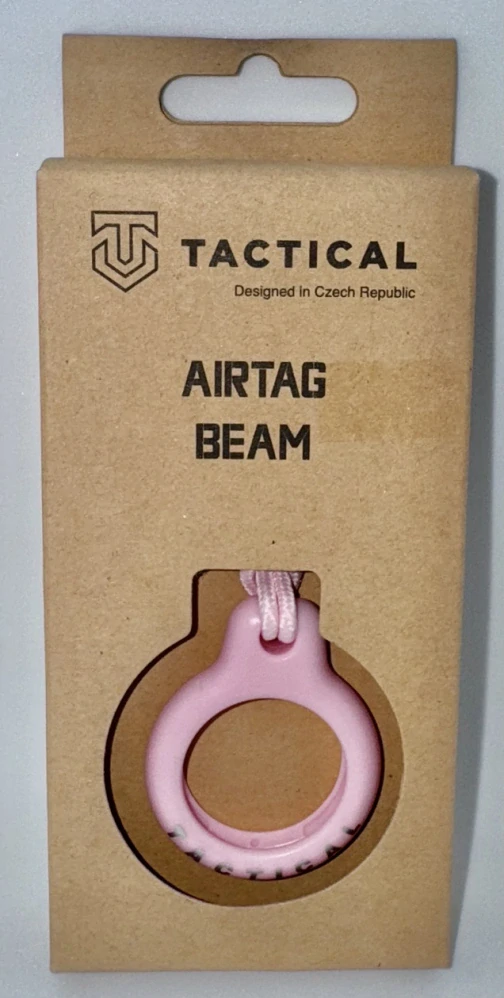 TACTICAL
Designed in Czech Republic
AIRTAG
BEAM
TACTICAL